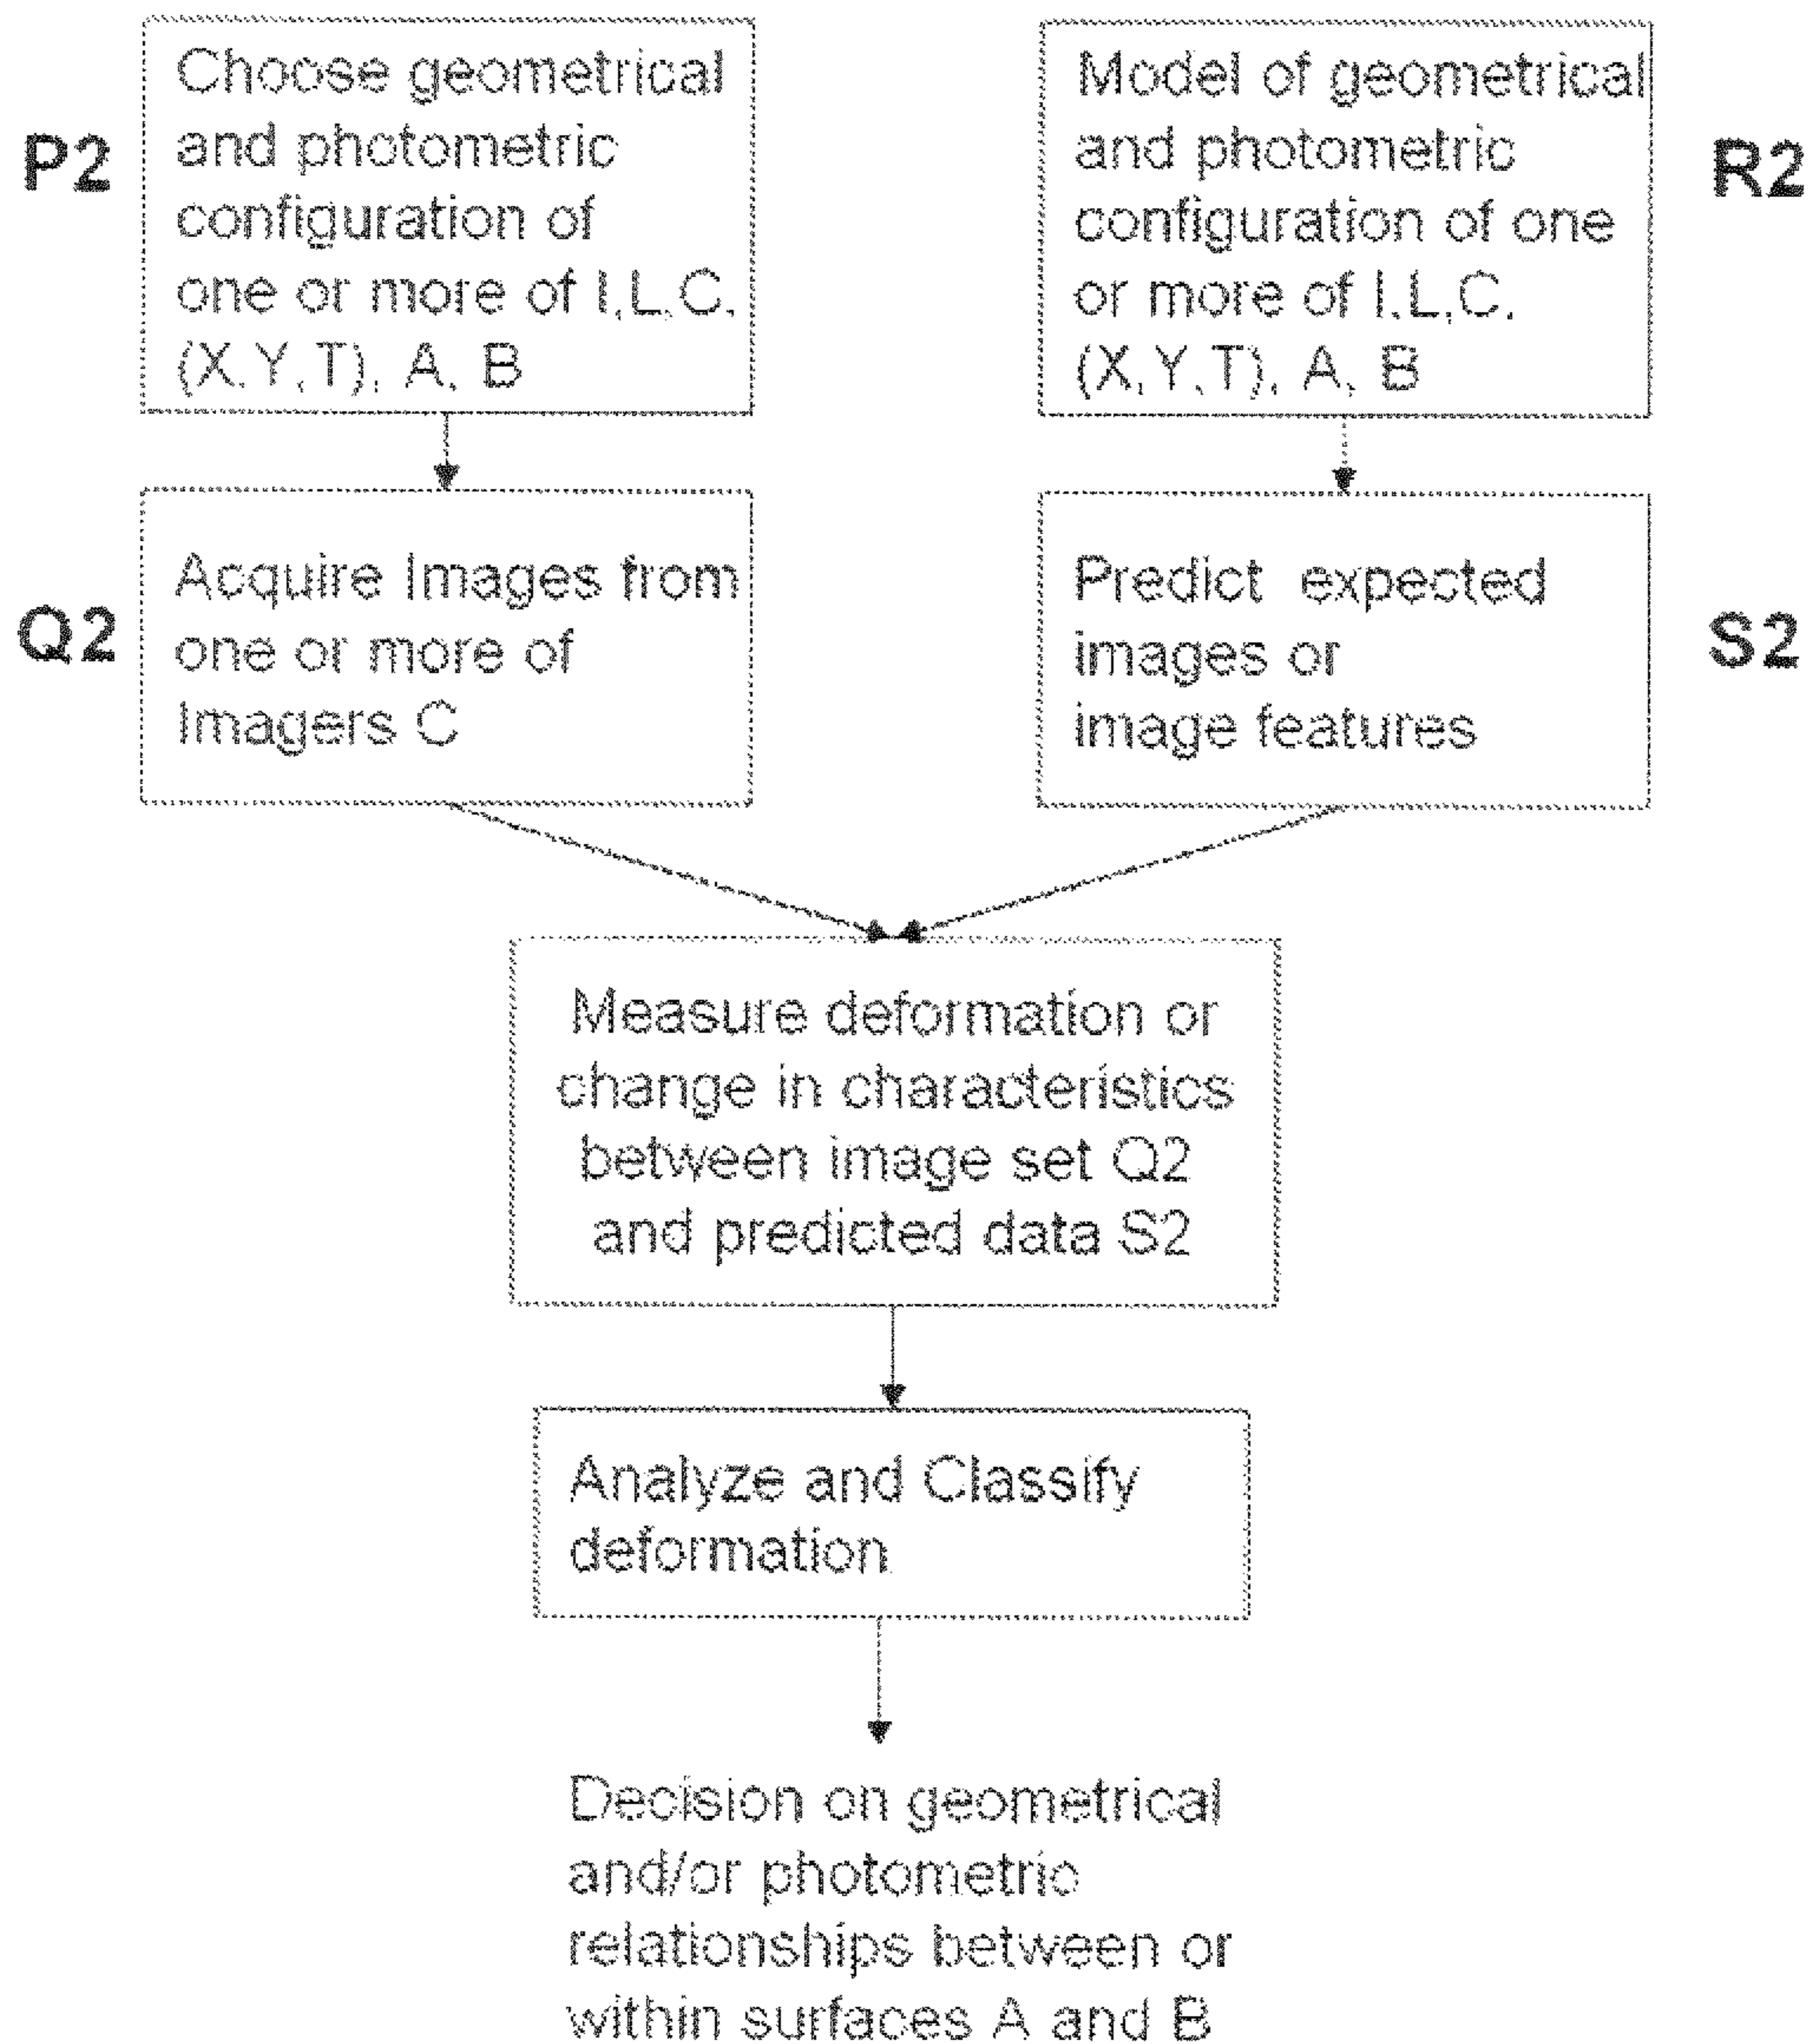 P2
Choose geometrical
and photometric
configuration of
one or more of I,L,C,
(X,Y,T), A, B
Model of geometrical
and photometric
configuration of one
or more of I,L,C,
(X,Y,T), A, B
R2
Q2
Acquire Images from
one or more of
Imagers C
Predict expected
images or
image features
S2
Measure deformation or
change in characteristics
between image set Q2
and predicted data S2
Analyze and Classify
deformation
Decision on geometrical
and/or photometric
relationships between or
within surfaces A and B